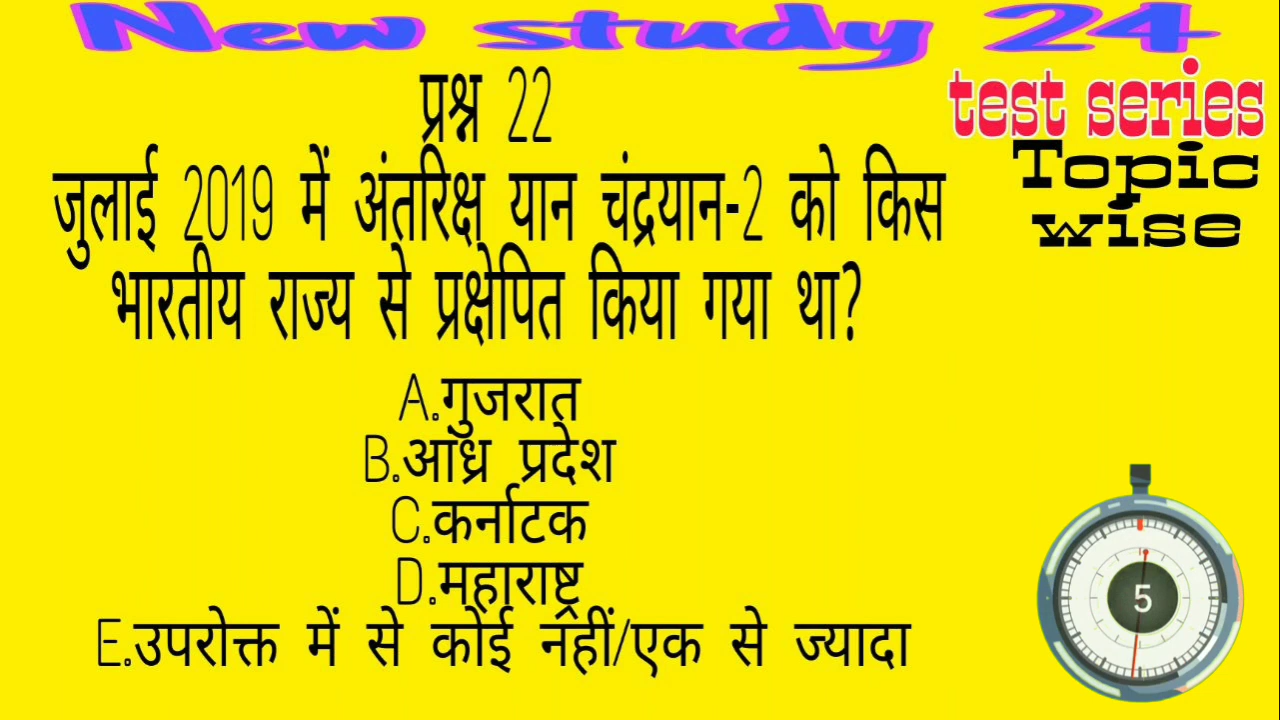 New study 24
test series
Topic
wise
प्रश्न 22
जुलाई 2019 में अंतरिक्ष यान चंद्रयान-2 को किस
भारतीय राज्य से प्रक्षेपित किया गया था?
A.गुजरात
B.आंध्र प्रदेश
C.कर्नाटक
D.महाराष्ट्र
E.उपरोक्त में से कोई नहीं/एक से ज्यादा
5